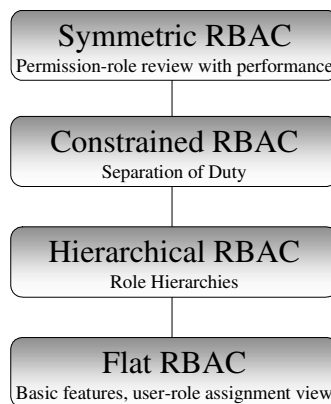 Symmetric RBAC
Permission-role review with performance
Constrained RBAC
Separation of Duty
Hierarchical RBAC
Role Hierarchies
Flat RBAC
Basic features, user-role assignment view